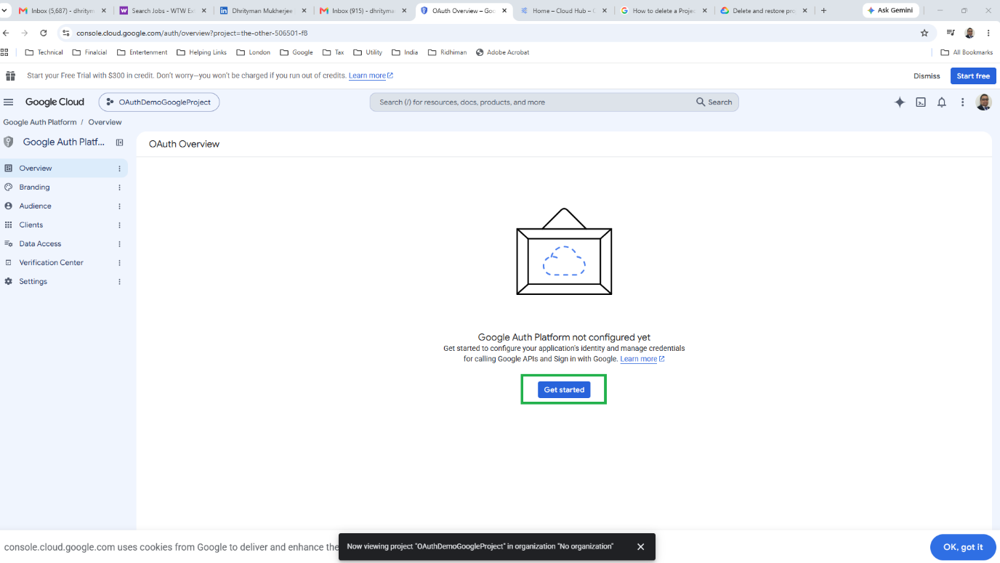 Inbox (5,687) - dhritym
Search Jobs - WTW Ex
Dhrityman Mukherjee
Inbox (915) - dhrityma
OAuth Overview – Goo
Home – Cloud Hub –
How to delete a Projec
Delete and restore pro
Ask Gemini
console.cloud.google.com/auth/overview?project=the-other-506501-f8
Technical
Finalcial
Entertenment
Helping Links
London
Google
Tax
Utility
India
Ridhiman
Adobe Acrobat
All Bookmarks
Start your Free Trial with $300 in credit. Don't worry—you won't be charged if you run out of credits. Learn more
Dismiss
Start free
Google Cloud
OAuthDemoGoogleProject
Search (/) for resources, docs, products, and more
Search
Google Auth Platform / Overview
Google Auth Platf...
OAuth Overview
Overview
Branding
Audience
Clients
Data Access
Verification Center
Settings
Google Auth Platform not configured yet
Get started to configure your application's identity and manage credentials
for calling Google APIs and Sign in with Google. Learn more
Get started
console.cloud.google.com uses cookies from Google to deliver and enhance the
Now viewing project "OAuthDemoGoogleProject" in organization "No organization"
OK, got it